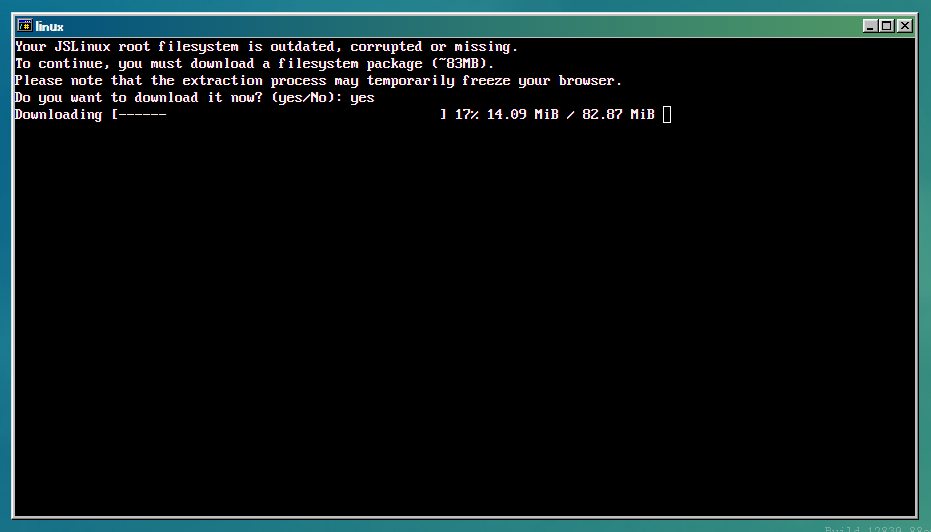 linux
Your JSLinux root filesystem is outdated, corrupted or missing.
To continue, you must download a filesystem package (~83MB).
Please note that the extraction process may temporarily freeze your browser.
Do you want to download it now? (yes/No): yes
Downloading [------                                  ] 17% 14.09 MiB / 82.87 MiB
Build